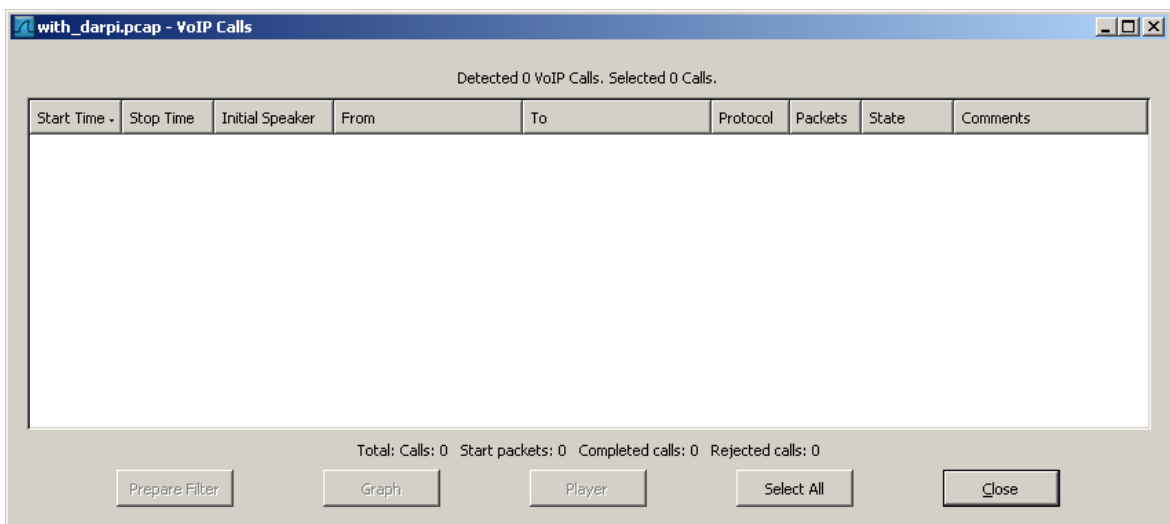 with_darpi.pcap - VoIP Calls
Detected 0 VoIP Calls. Selected 0 Calls.
Start Time Stop Time Initial Speaker From To Protocol Packets State Comments
Total: Calls: 0 Start packets: 0 Completed calls: 0 Rejected calls: 0
Prepare Filter Graph Player Select All Close